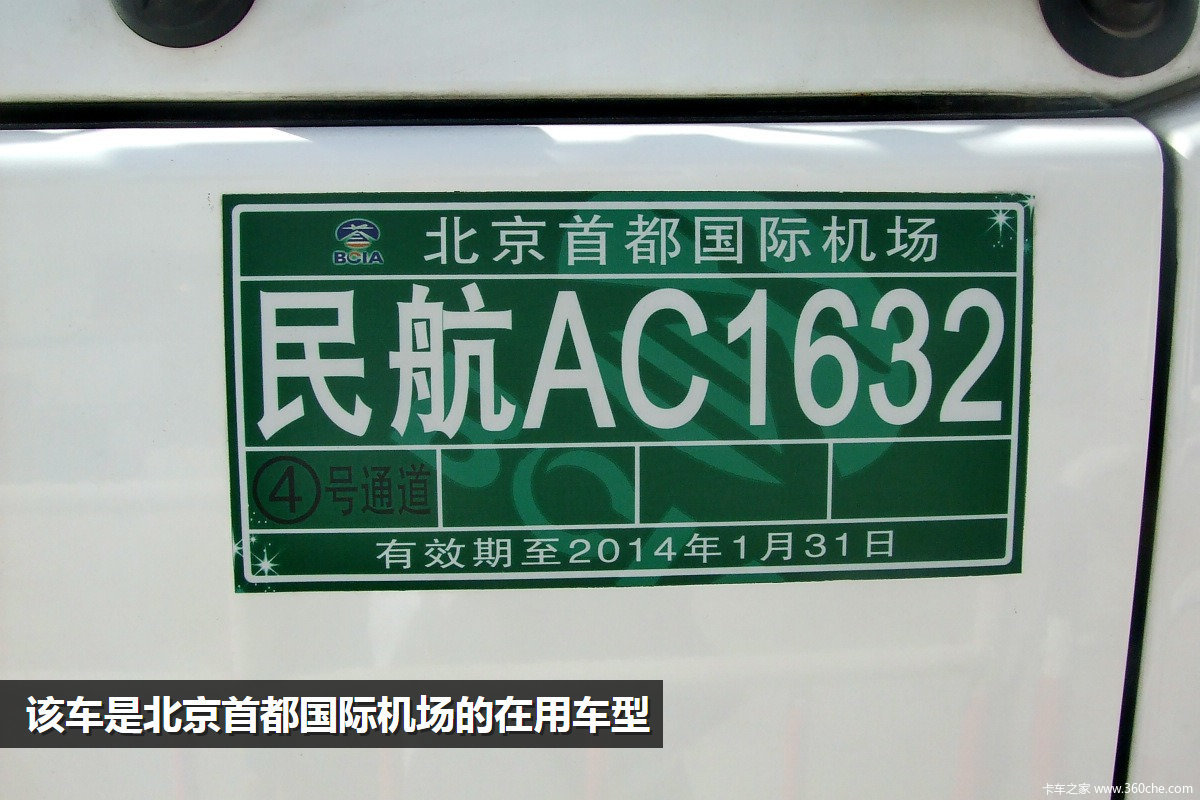 BCIA 北京首都国际机场
民航AC1632
④号通道
有效期至2014年1月31日
该车是北京首都国际机场的在用车型
卡车之家 www.360che.com